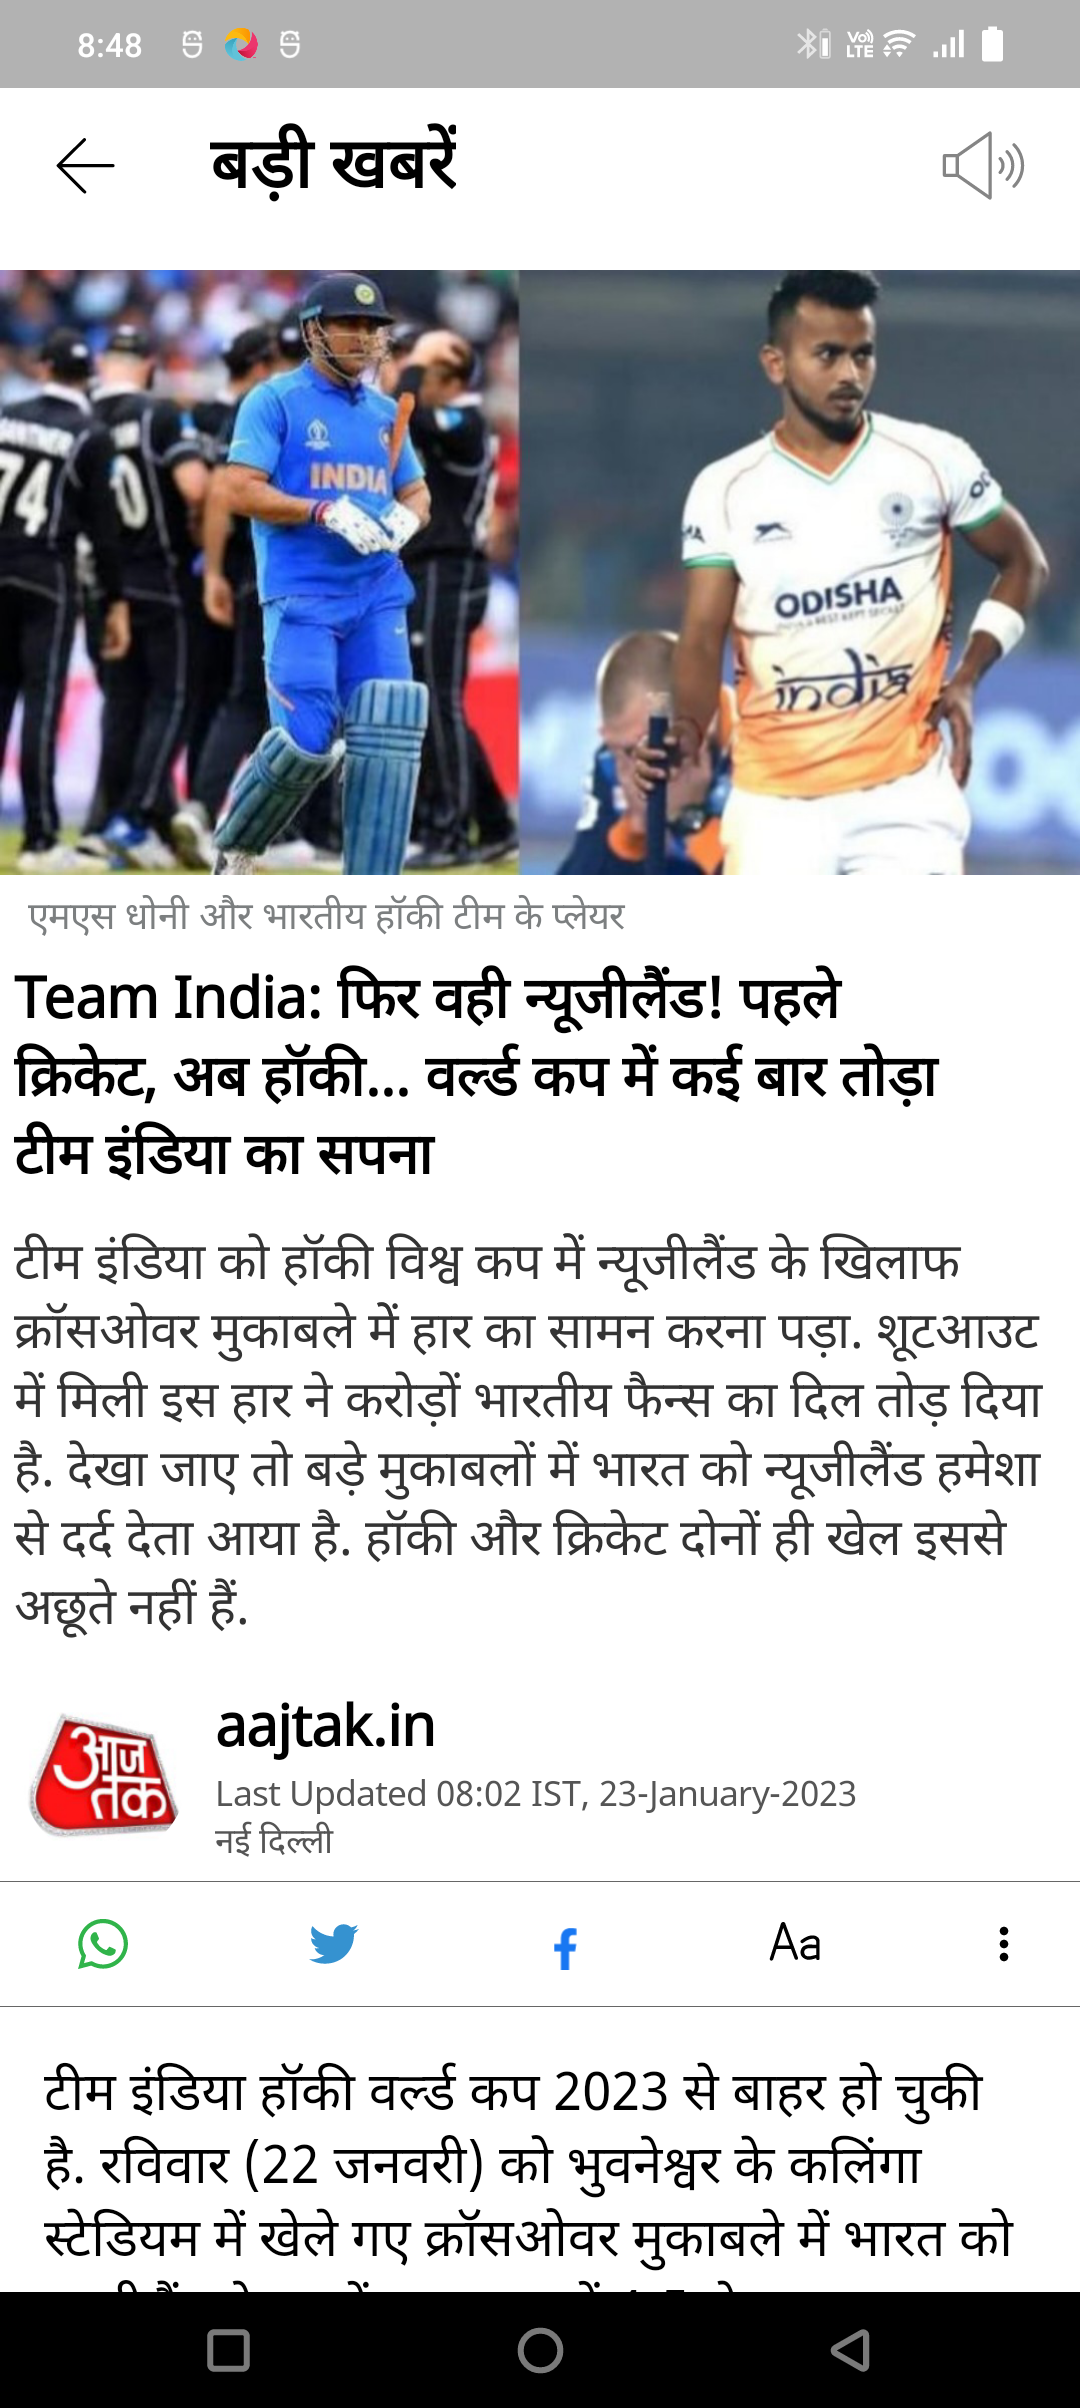 8:48
Vo))
LTE
बड़ी खबरें
74
0
INDIA
ODISHA
india
एमएस धोनी और भारतीय हॉकी टीम के प्लेयर
Team India: फिर वही न्यूजीलैंड! पहले
क्रिकेट, अब हॉकी... वर्ल्ड कप में कई बार तोड़ा
टीम इंडिया का सपना
टीम इंडिया को हॉकी विश्व कप में न्यूजीलैंड के खिलाफ
क्रॉसओवर मुकाबले में हार का सामन करना पड़ा. शूटआउट
में मिली इस हार ने करोड़ों भारतीय फैन्स का दिल तोड़ दिया
है. देखा जाए तो बड़े मुकाबलों में भारत को न्यूजीलैंड हमेशा
से दर्द देता आया है. हॉकी और क्रिकेट दोनों ही खेल इससे
अछूते नहीं हैं.
आज
तक
aajtak.in
Last Updated 08:02 IST, 23-January-2023
नई दिल्ली
Aa
टीम इंडिया हॉकी वर्ल्ड कप 2023 से बाहर हो चुकी
है. रविवार (22 जनवरी) को भुवनेश्वर के कलिंगा
स्टेडियम में खेले गए क्रॉसओवर मुकाबले में भारत को